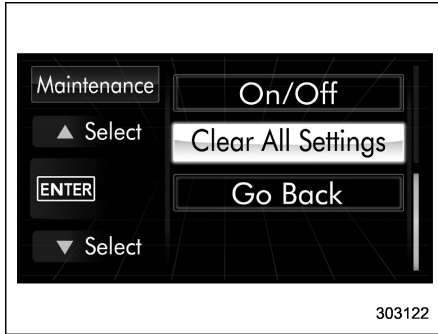 Maintenance
▲ Select
ENTER
▼ Select
On/Off
Clear All Settings
Go Back
303122